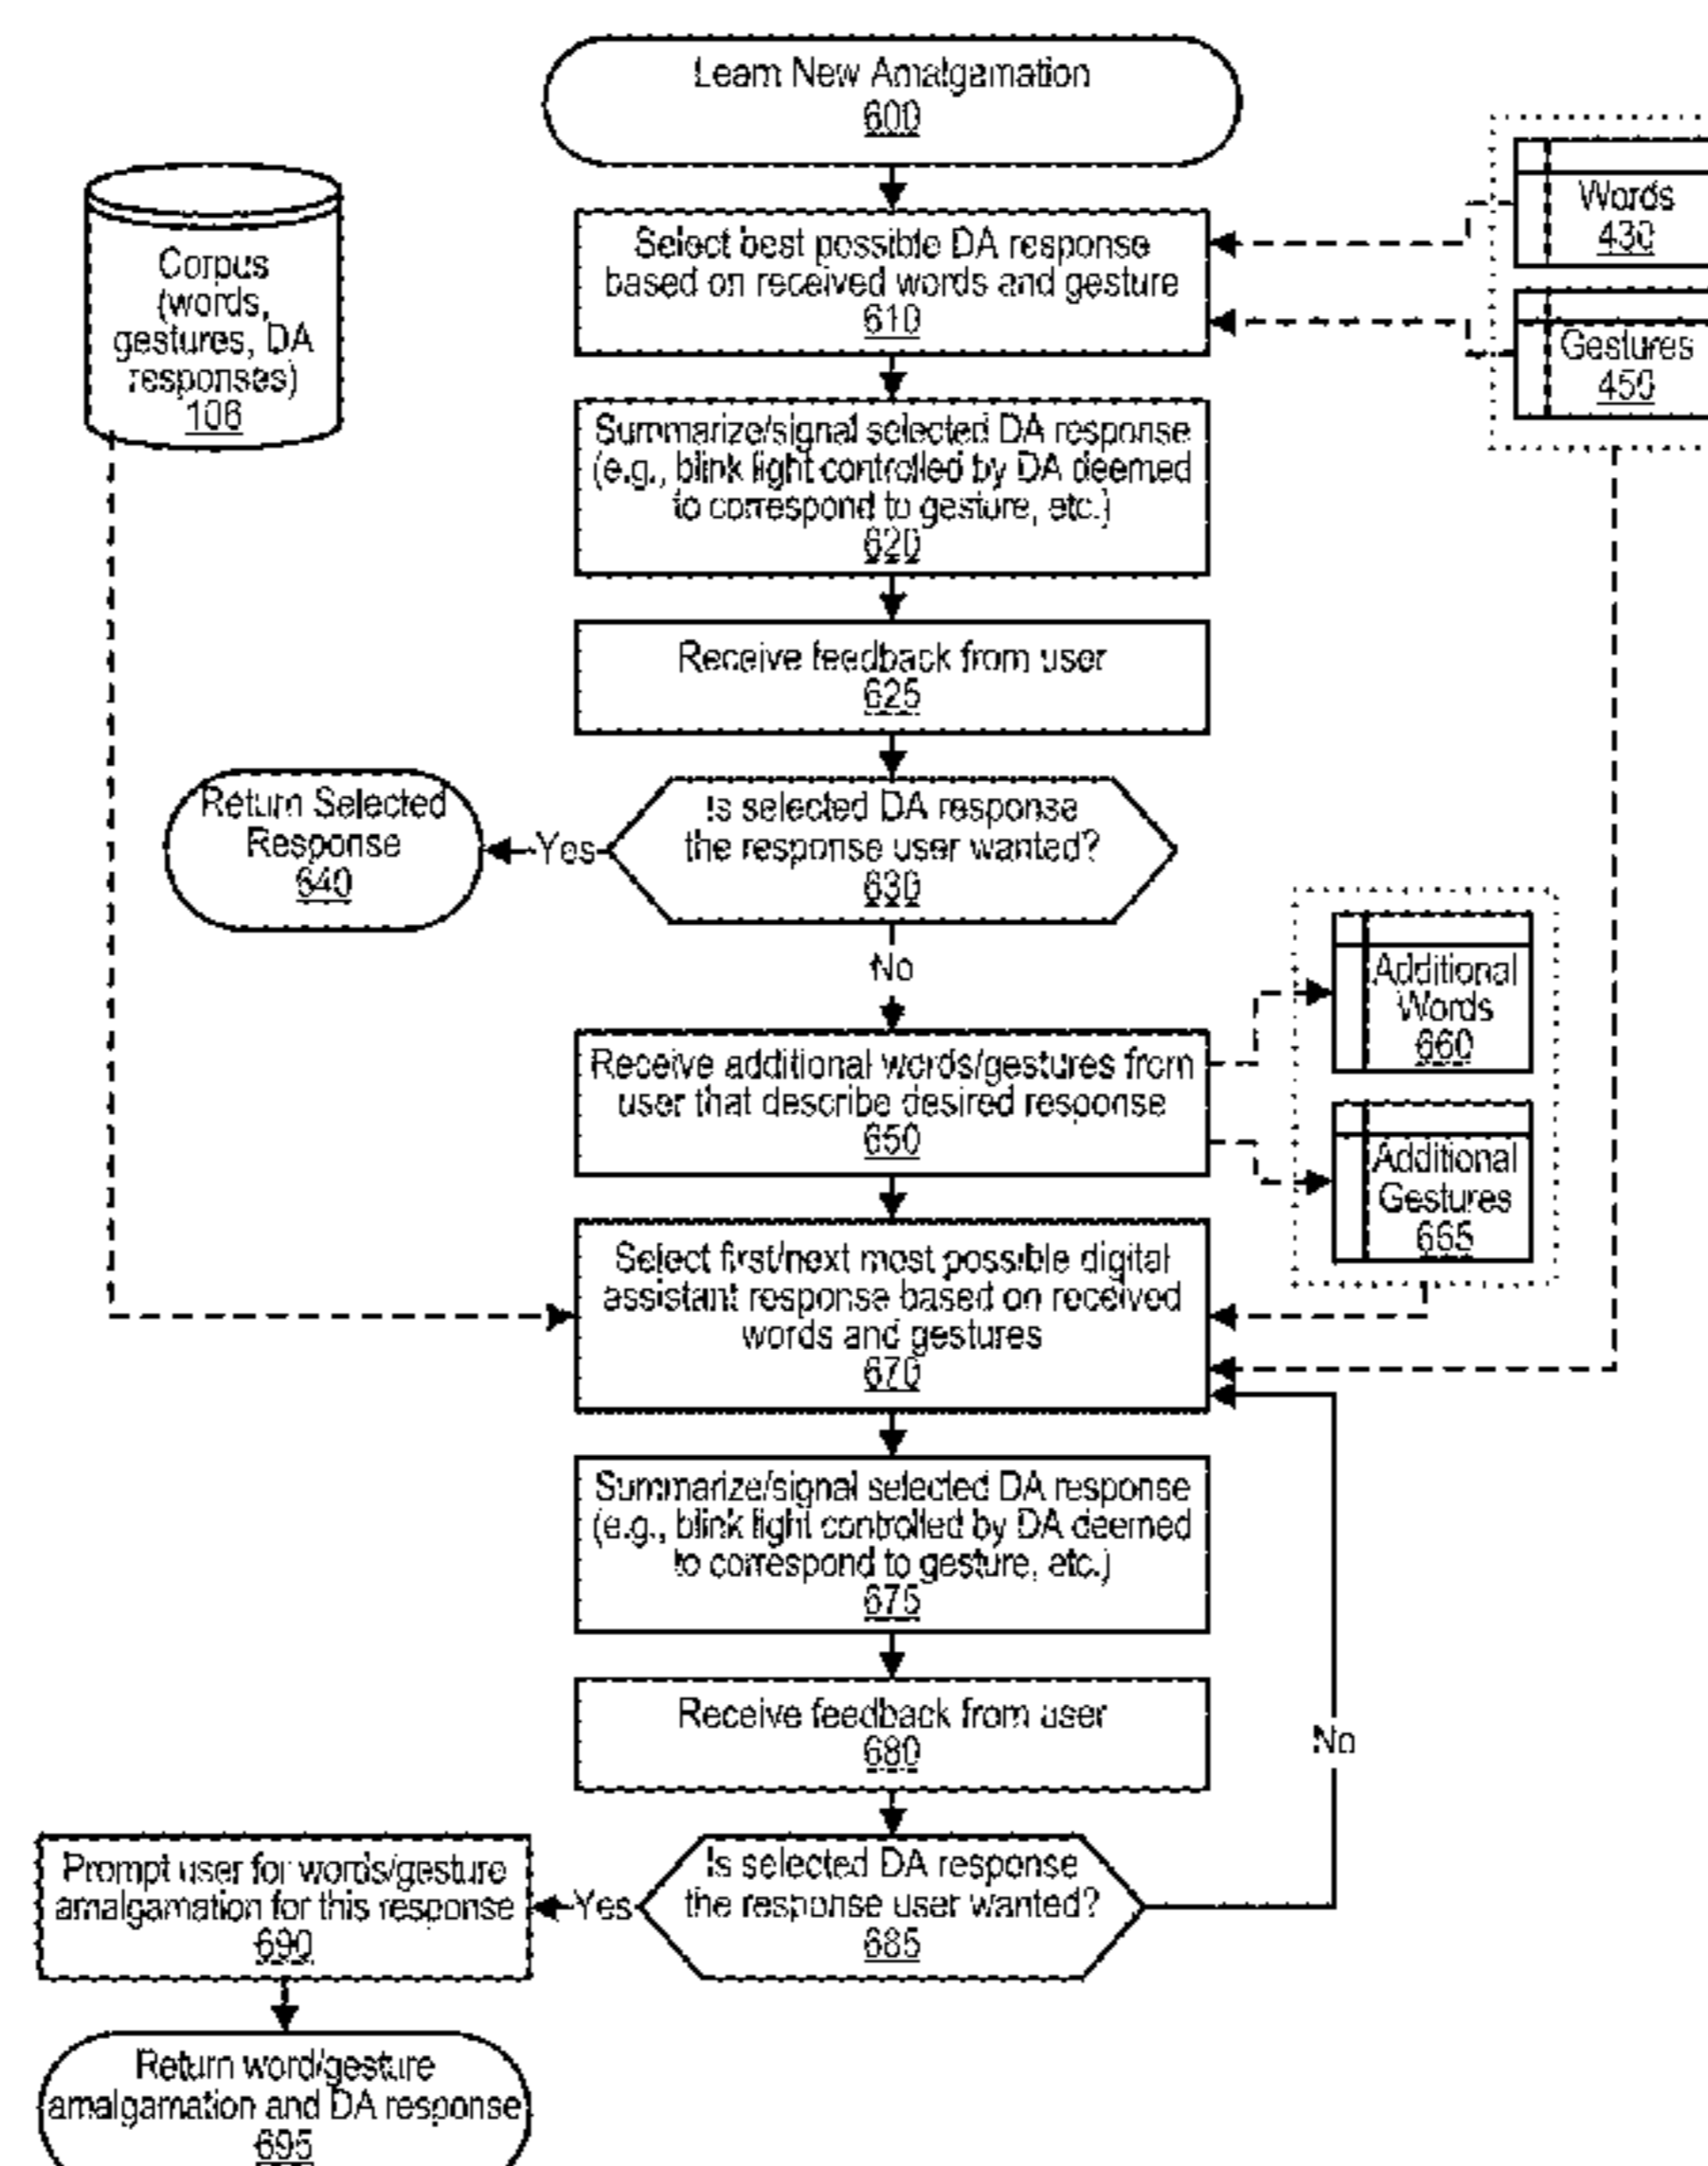 Learn New Amalgamation
600
Words
430
Select best possible DA response
based on received words and gesture
610
Corpus
(words,
gestures, DA
responses)
106
Gestures
450
Summarize/signal selected DA response
(e.g., blink light controlled by DA deemed
to correspond to gesture, etc.)
620
Receive feedback from user
625
Return Selected
Response
640
Yes
Is selected DA response
the response user wanted?
630
No
Additional
Words
660
Receive additional words/gestures from
user that describe desired response
650
Additional
Gestures
665
Select first/next most possible digital
assistant response based on received
words and gestures
670
Summarize/signal selected DA response
(e.g., blink light controlled by DA deemed
to correspond to gesture, etc.)
675
Receive feedback from user
680
No
Prompt user for words/gesture
amalgamation for this response
690
Yes
Is selected DA response
the response user wanted?
685
Return word/gesture
amalgamation and DA response
695